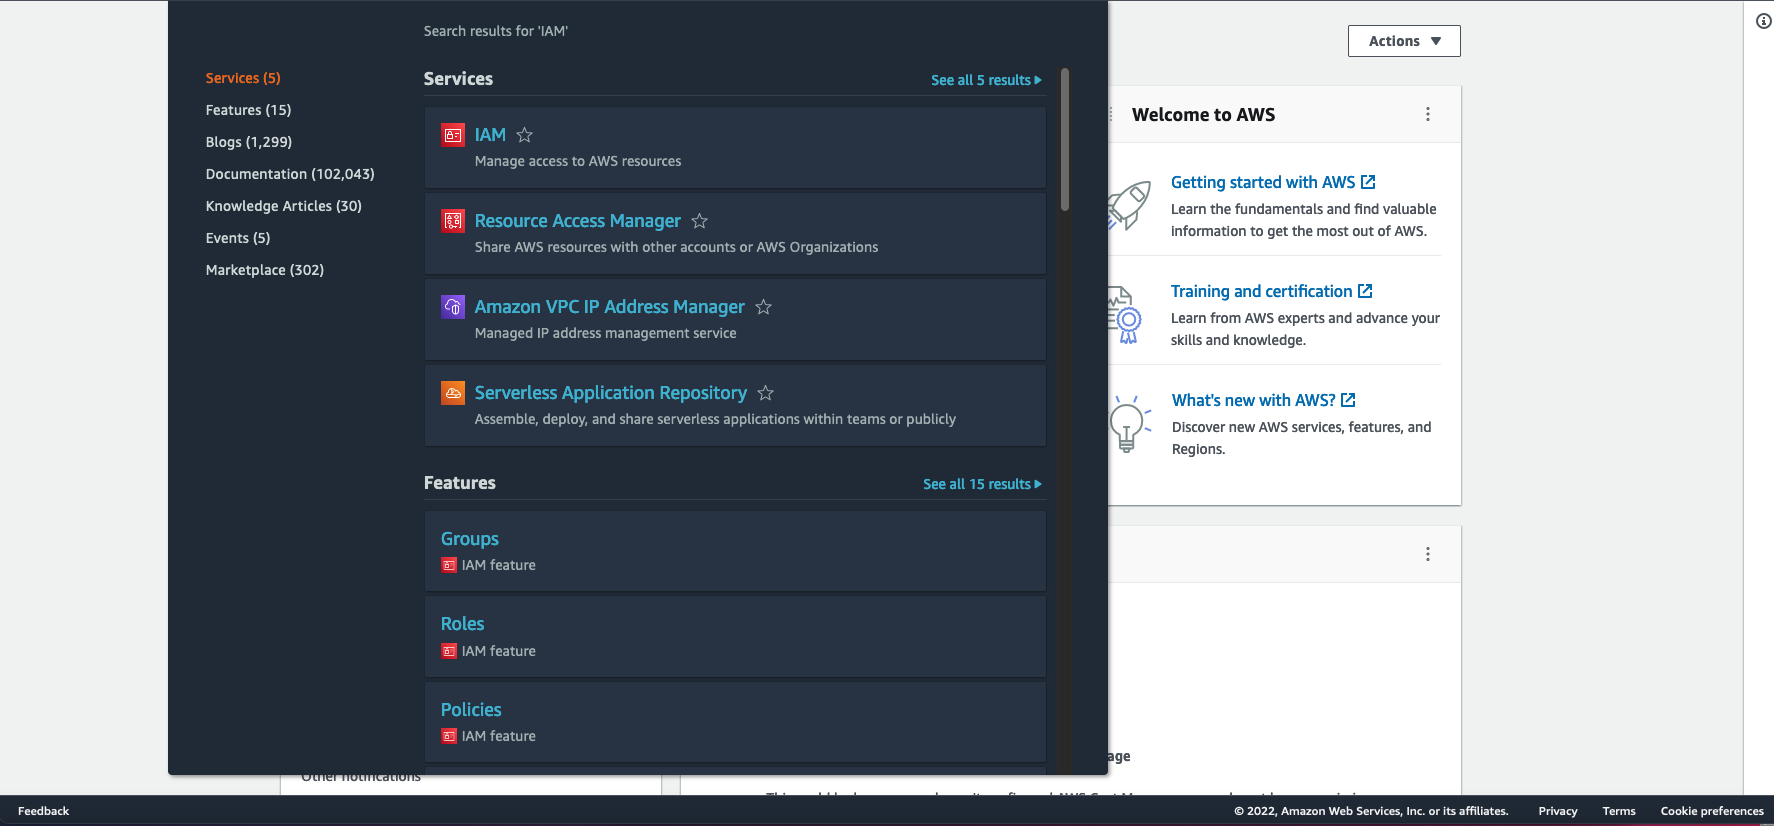 Search results for 'IAM'
Services (5)
Features (15)
Blogs (1,299)
Documentation (102,043)
Knowledge Articles (30)
Events (5)
Marketplace (302)
Services
See all 5 results
IAM
Manage access to AWS resources
Resource Access Manager
Share AWS resources with other accounts or AWS Organizations
Amazon VPC IP Address Manager
Managed IP address management service
Serverless Application Repository
Assemble, deploy, and share serverless applications within teams or publicly
Features
See all 15 results
Groups
IAM feature
Roles
IAM feature
Policies
IAM feature
Actions
Welcome to AWS
Getting started with AWS
Learn the fundamentals and find valuable
information to get the most out of AWS.
Training and certification
Learn from AWS experts and advance your
skills and knowledge.
What's new with AWS?
Discover new AWS services, features, and
Regions.
age
Other notifications
Feedback
© 2022, Amazon Web Services, Inc. or its affiliates.
Privacy
Terms
Cookie preferences